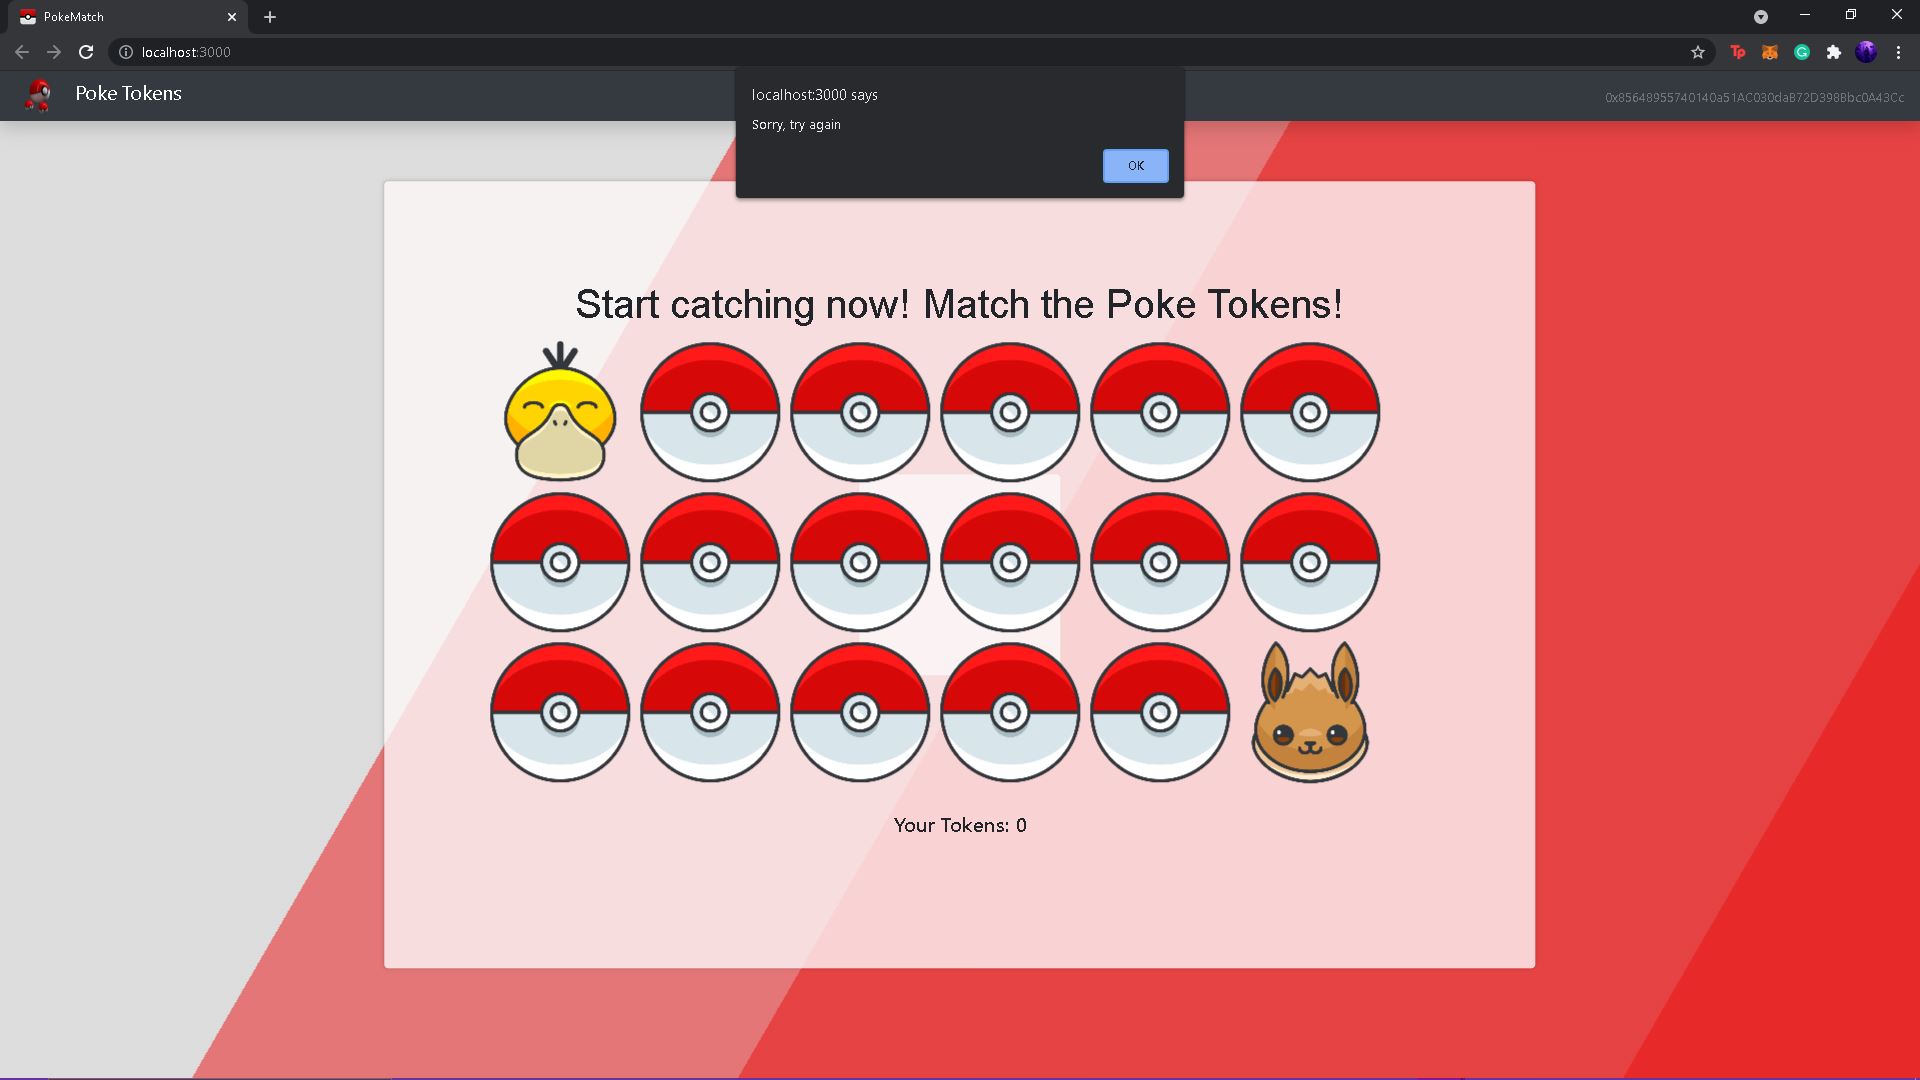 PokeMatch
localhost:3000
Tp
G
Poke Tokens
0x85648955740140a51AC030daB72D398Bbc0A43Cc
localhost:3000 says
Sorry, try again
OK
Start catching now! Match the Poke Tokens!
Your Tokens: 0